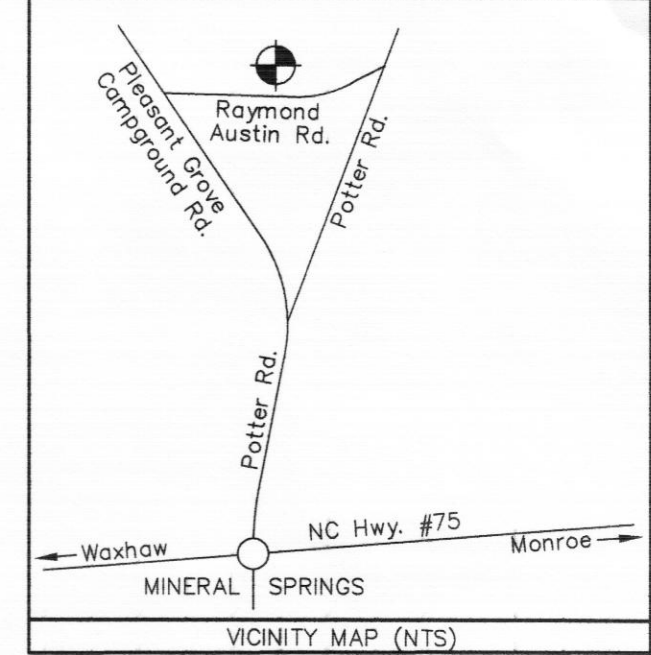 Pleasant Grove
Campground Rd.
Raymond
Austin Rd.
Potter Rd.
Potter Rd.
NC Hwy. #75
Waxhaw
Monroe
MINERAL SPRINGS
VICINITY MAP (NTS)